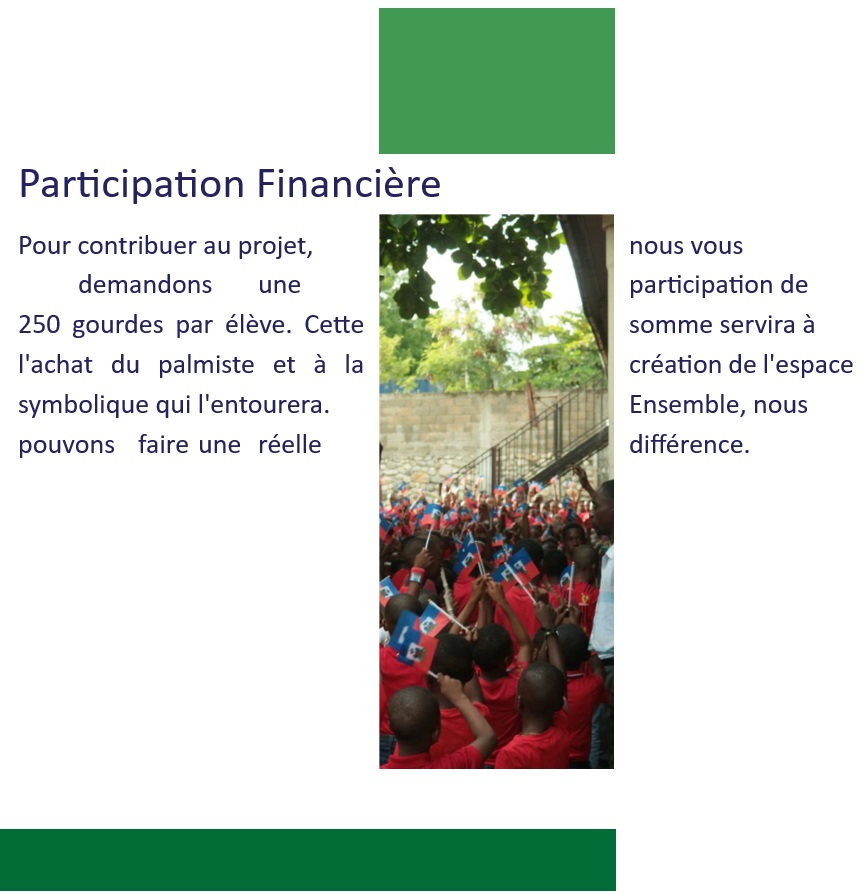 Participation Financière
Pour contribuer au projet, nous vous
demandons une participation de
250 gourdes par élève. Cette somme servira à
l'achat du palmiste et à la création de l'espace
symbolique qui l'entourera. Ensemble, nous
pouvons faire une réelle différence.